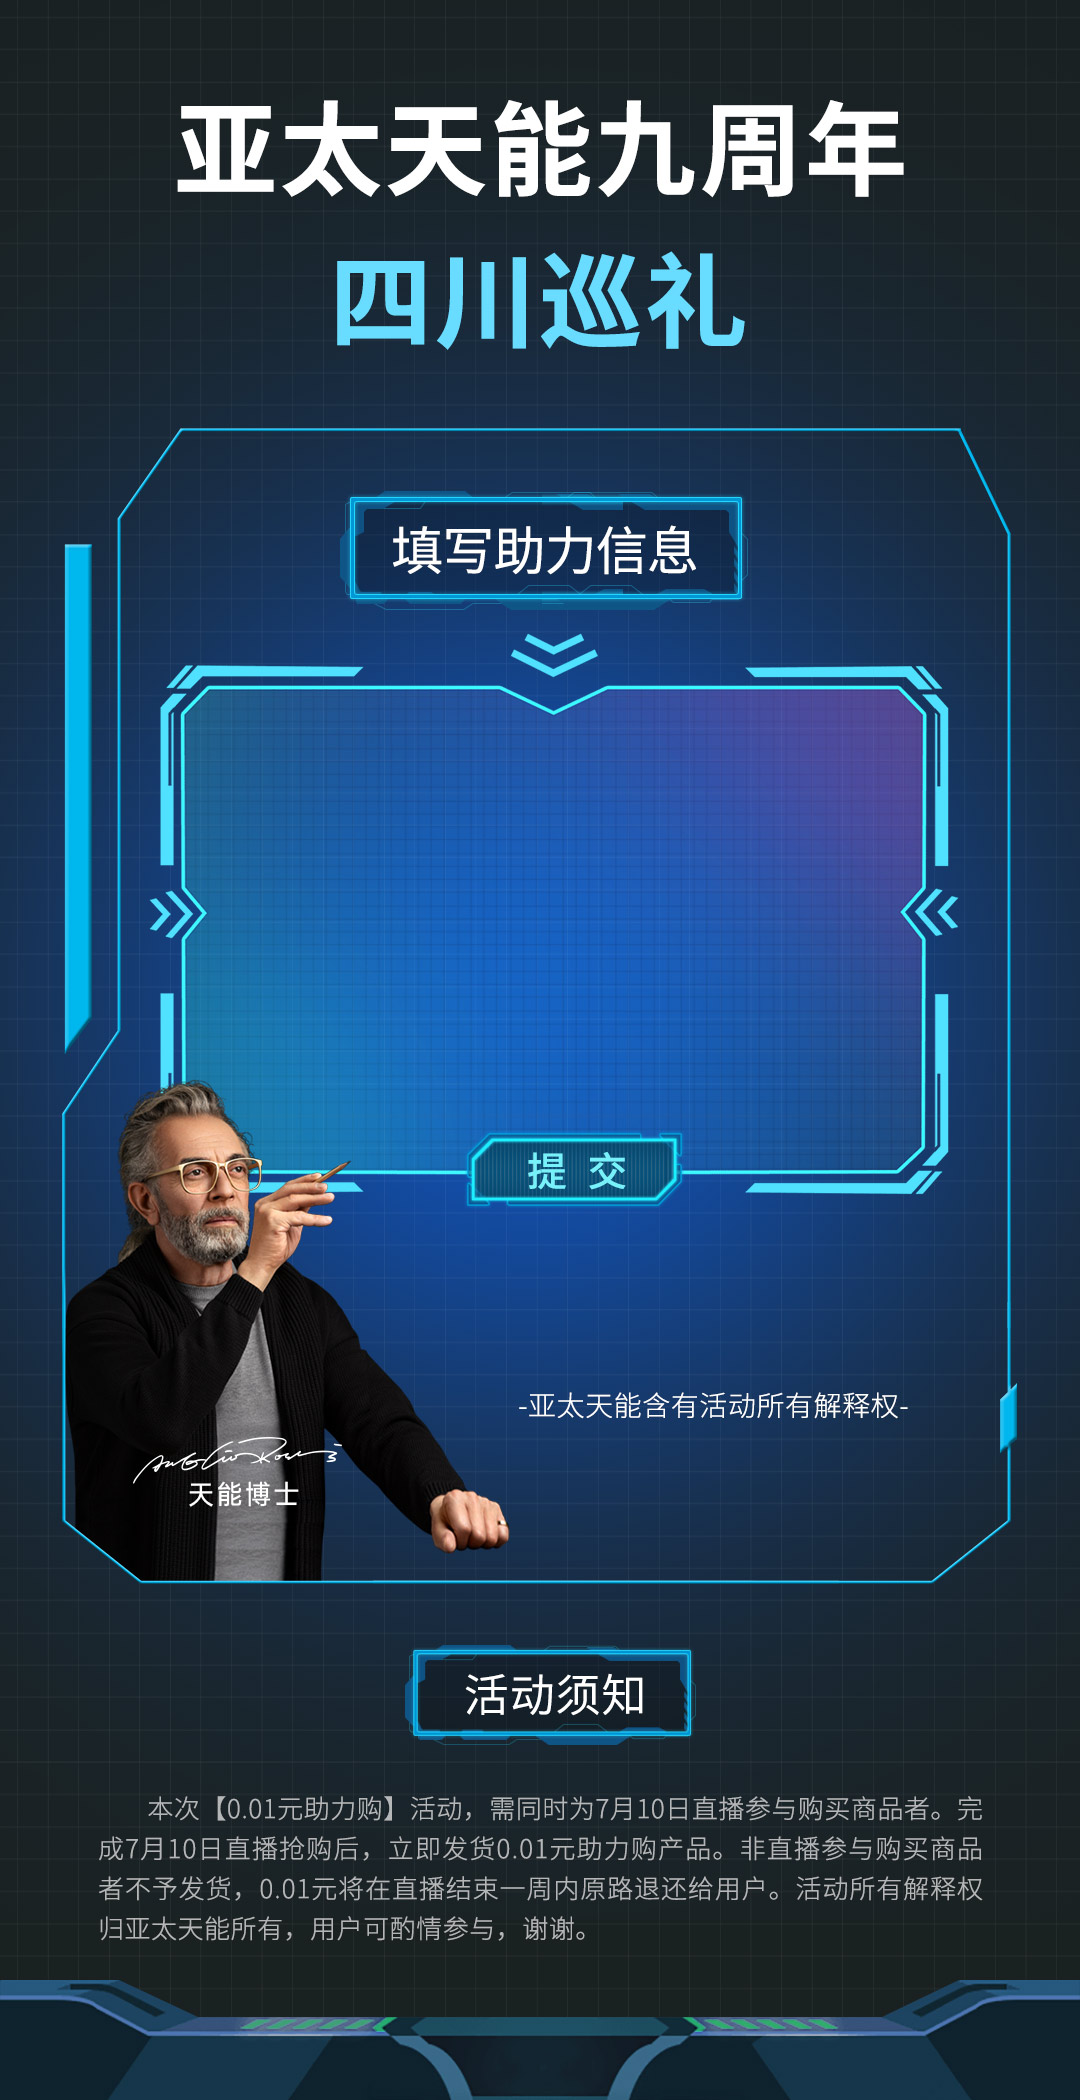 亚太天能九周年
四川巡礼
填写助力信息
提 交
-亚太天能含有活动所有解释权-
天能博士
活动须知
本次【0.01元助力购】活动，需同时为7月10日直播参与购买商品者。完
成7月10日直播抢购后，立即发货0.01元助力购产品。非直播参与购买商品
者不予发货，0.01元将在直播结束一周内原路退还给用户。活动所有解释权
归亚太天能所有，用户可酌情参与，谢谢。